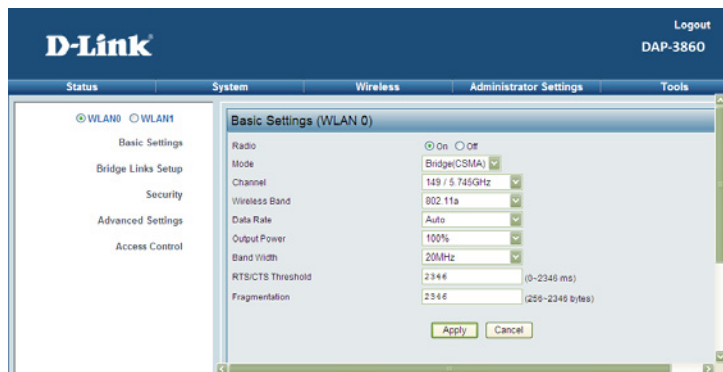 Logout
D-Link
DAP-3860
Status System Wireless Administrator Settings Tools
WLAN0 WLAN1
Basic Settings
Bridge Links Setup
Security
Advanced Settings
Access Control
Basic Settings (WLAN 0)
Radio On Off
Mode Bridge(CSMA)
Channel 149 / 5.745GHz
Wireless Band 802.11a
Data Rate Auto
Output Power 100%
Band Width 20MHz
RTS/CTS Threshold 2346 (0~2346 ms)
Fragmentation 2346 (256~2346 bytes)
Apply Cancel